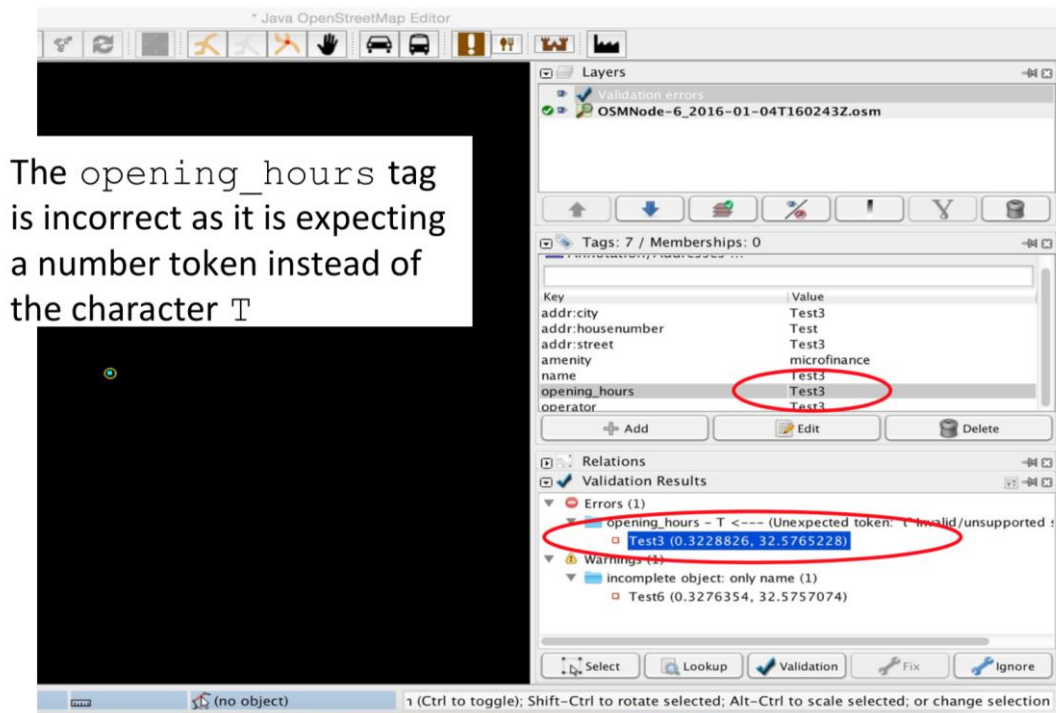 * Java OpenStreetMap Editor
Layers
Validation errors
OSMNode-6_2016-01-04T160243Z.osm
The opening_hours tag
is incorrect as it is expecting
a number token instead of
the character T
Tags: 7 / Memberships: 0
Annotation/Addresses ...
Key Value
addr:city Test3
addr:housenumber Test
addr:street Test3
amenity microfinance
name Test3
opening_hours Test3
operator Test3
Add Edit Delete
Relations
Validation Results
Errors (1)
opening_hours - T <--- (Unexpected token: "t" Invalid/unsupported
Test3 (0.3228826, 32.5765228)
Warnings (1)
incomplete object: only name (1)
Test6 (0.3276354, 32.5757074)
Select Lookup Validation Fix Ignore
(no object) (Ctrl to toggle); Shift-Ctrl to rotate selected; Alt-Ctrl to scale selected; or change selection